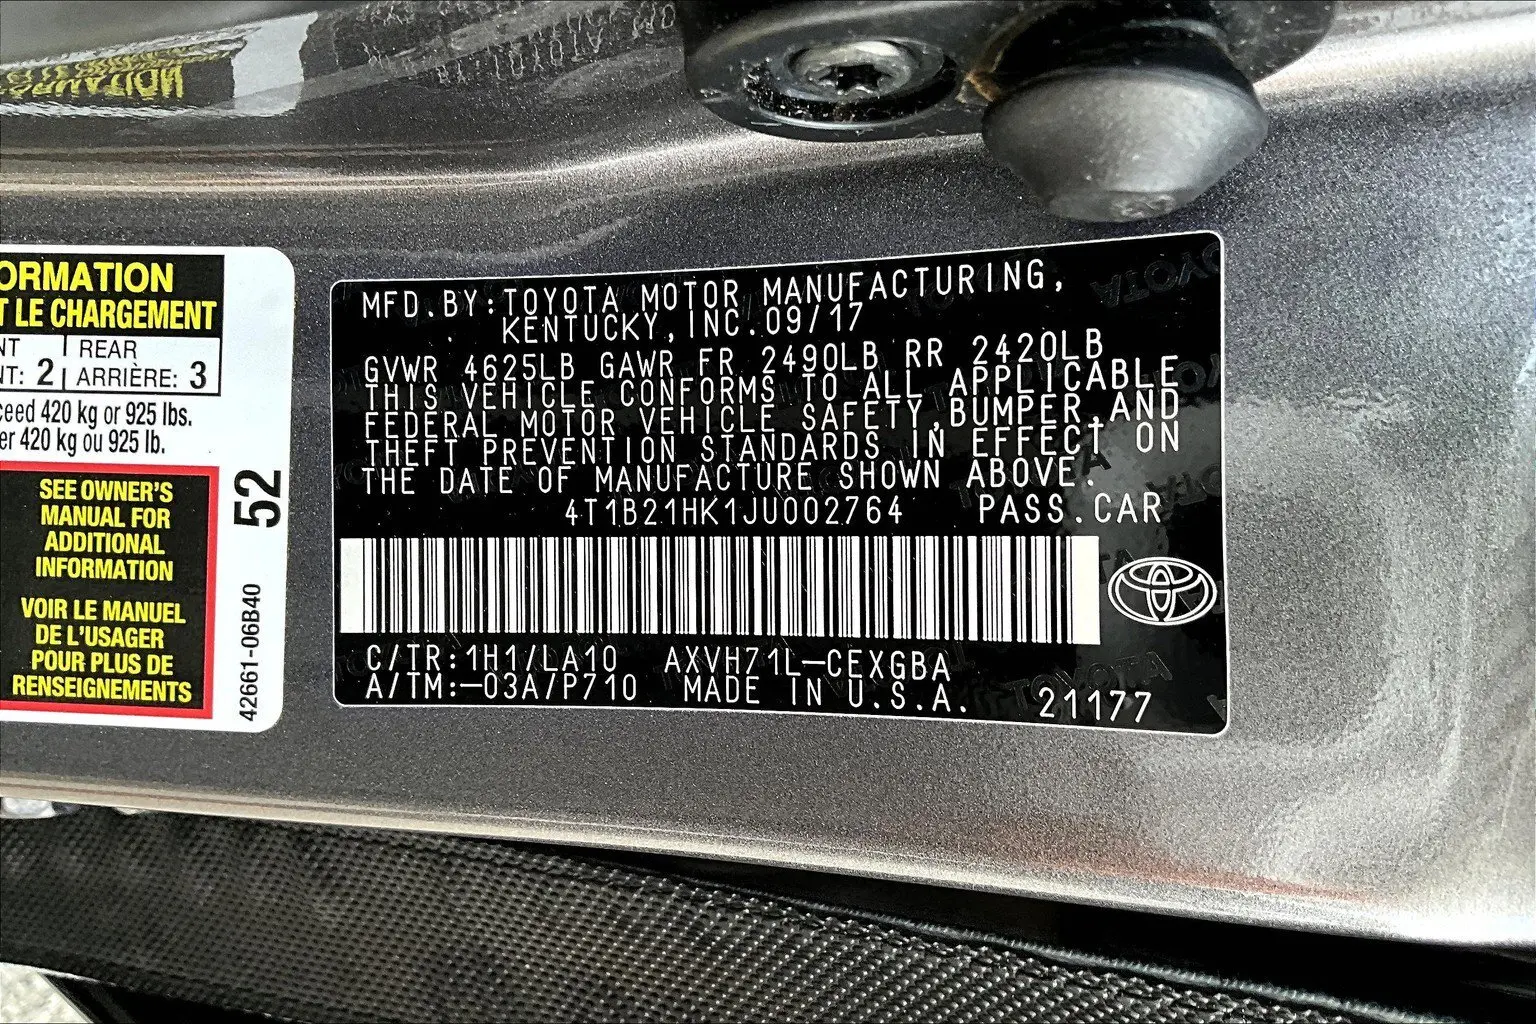 ORMATION
T LE CHARGEMENT
NT | REAR
NT: 2 | ARRIÈRE: 3
ceed 420 kg or 925 lbs.
er 420 kg ou 925 lb.
SEE OWNER'S
MANUAL FOR
ADDITIONAL
INFORMATION
VOIR LE MANUEL
DE L'USAGER
POUR PLUS DE
RENSEIGNEMENTS
52
42661-06B40
MFD.BY:TOYOTA MOTOR MANUFACTURING,
KENTUCKY,INC.09/17
GVWR 4625LB GAWR FR 2490LB RR 2420LB
THIS VEHICLE CONFORMS TO ALL APPLICABLE
FEDERAL MOTOR VEHICLE SAFETY,BUMPER,AND
THEFT PREVENTION STANDARDS IN EFFECT ON
THE DATE OF MANUFACTURE SHOWN ABOVE.
4T1B21HK1JU002764 PASS.CAR
C/TR:1H1/LA10 AXVH71L-CEXGBA
A/TM:-03A/P710 MADE IN U.S.A. 21177